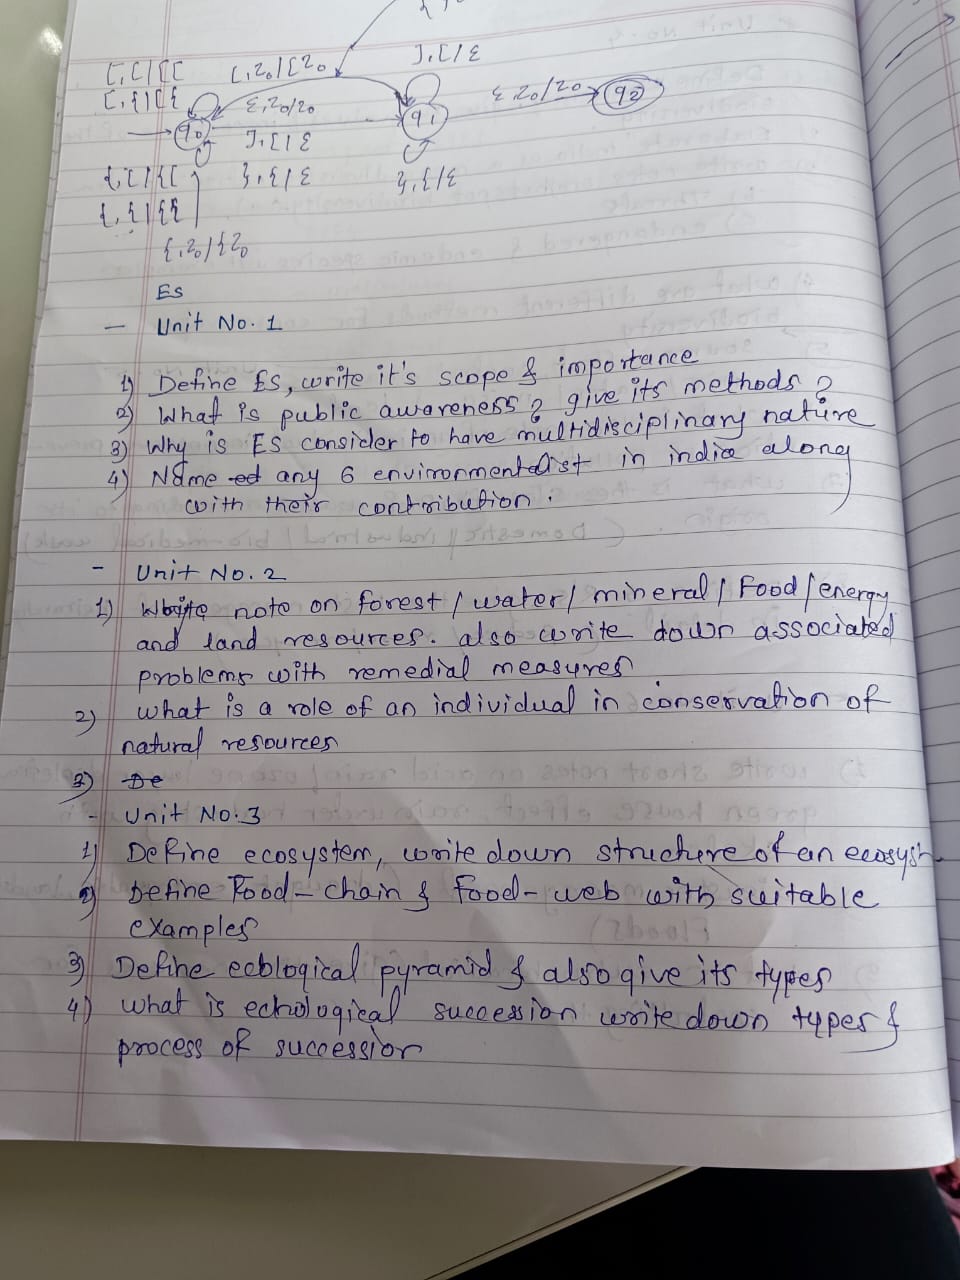 [,[/[[
[,z₀/[z₀
],[/ε
[,{/[{
ε,z₀/z₀
ε,z₀/z₀
q₀
q₁
q₂
],[/ε
{,[/{[
},{/ε
},{/ε
{,{/{{
{,z₀/{z₀
Es
- Unit No. 1
1) Define Es, write it's scope & importance
2) What is public awareness? give its methods?
3) Why is ES consider to have multidisciplinary nature
4) Name any 6 environmentalist in india along
with their contribution.
- Unit No. 2
1) Write note on forest / water / mineral / Food / energy
and land resources. also write down associated
problems with remedial measures
2) what is a role of an individual in conservation of
natural resources
3) De
- Unit No. 3
1) Define ecosystem, write down structure of an ecosyst.
2) Define Food-chain & food-web with suitable
examples
3) Define ecological pyramid & also give its types
4) what is echological succession write down types &
process of succession